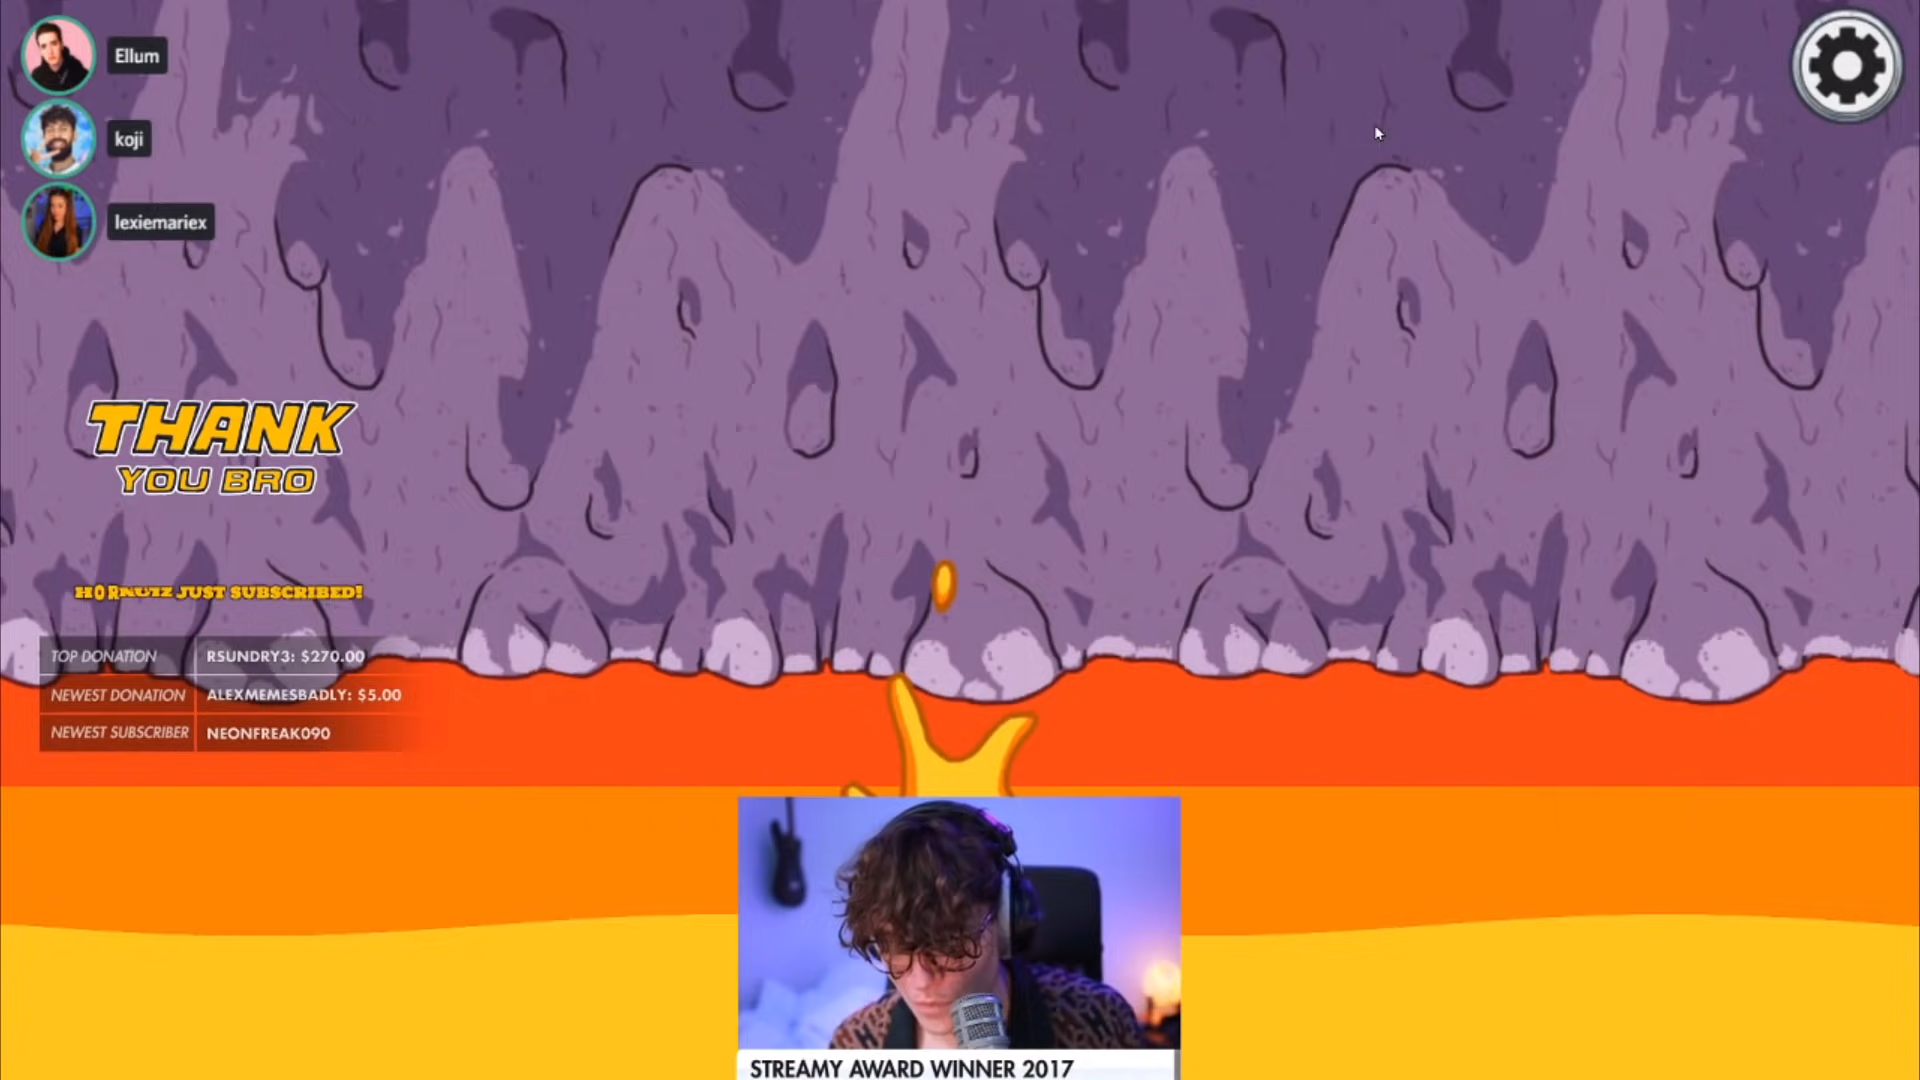 Ellum
koji
lexiemariex
THANK
YOU BRO
JUST SUBSCRIBED!
TOP DONATION RSUNDRY3: $270.00
NEWEST DONATION ALEXMEMESBADLY: $5.00
NEWEST SUBSCRIBER NEONFREAK090
STREAMY AWARD WINNER 2017